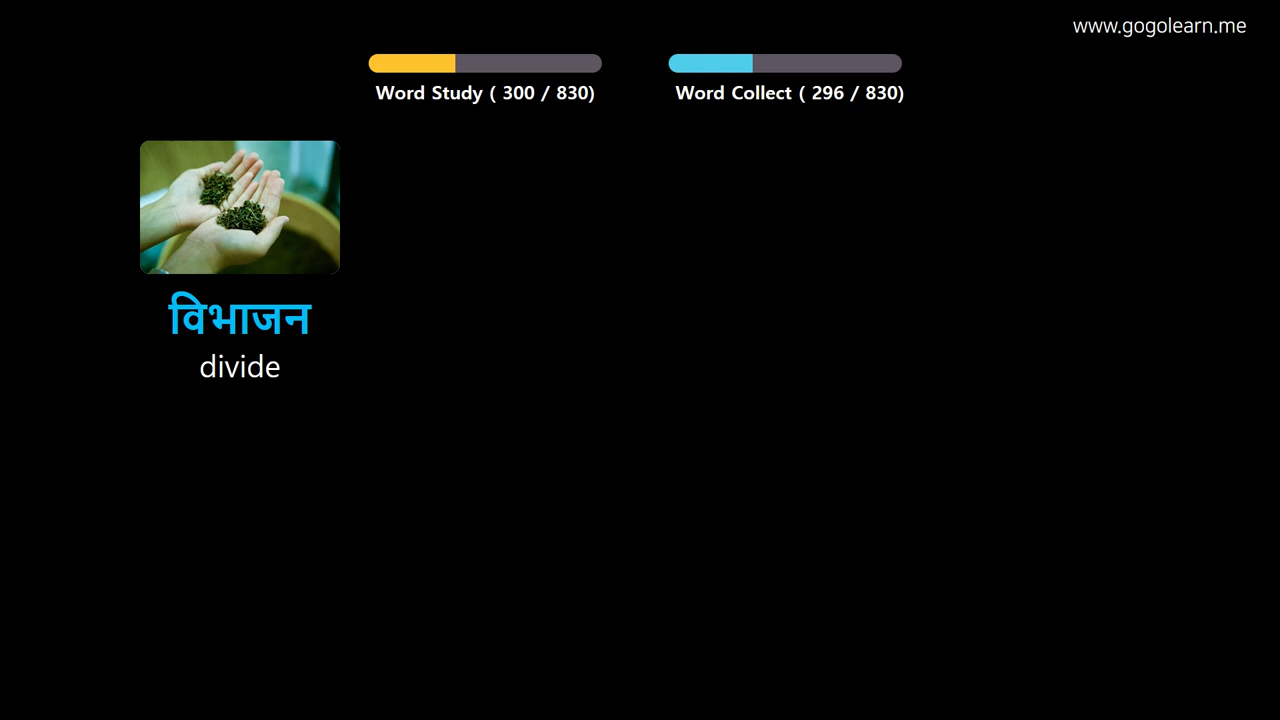 www.gogolearn.me
Word Study ( 300 / 830)
Word Collect ( 296 / 830)
विभाजन
divide